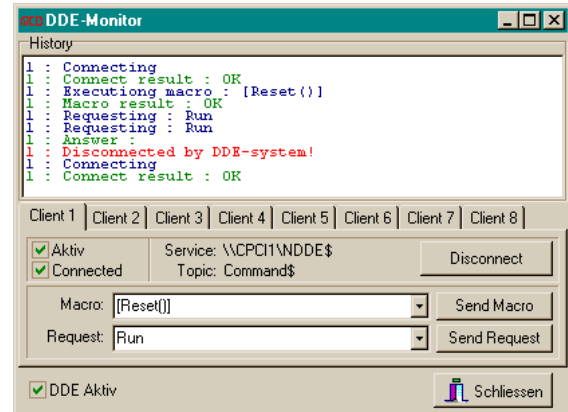 DDE-Monitor
History
1 : Connecting
1 : Connect result : OK
1 : Executiong macro : [Reset()]
1 : Macro result : OK
1 : Requesting : Run
1 : Requesting : Run
1 : Answer :
1 : Disconnected by DDE-system!
1 : Connecting
1 : Connect result : OK
Client 1 Client 2 Client 3 Client 4 Client 5 Client 6 Client 7 Client 8
Aktiv Service: \\CPCI1\NDDE$ Disconnect
Connected Topic: Command$
Macro: [Reset()] Send Macro
Request: Run Send Request
DDE Aktiv Schliessen